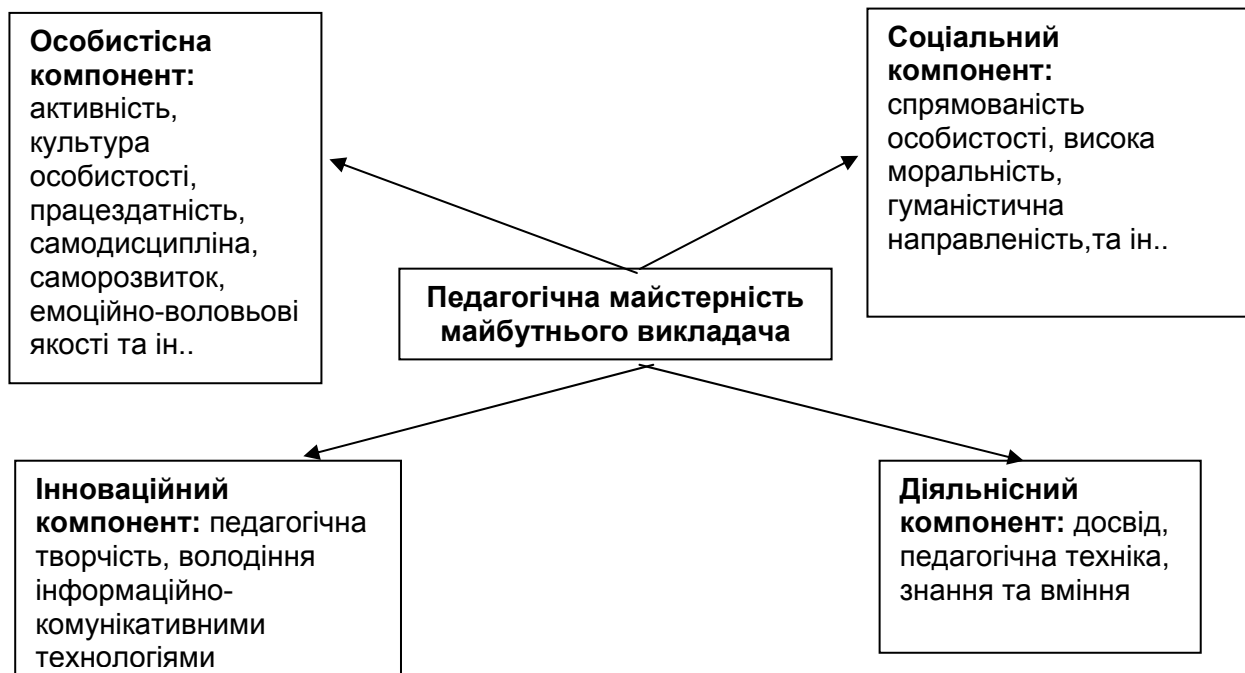 Особистісна
компонент:
активність,
культура
особистості,
працездатність,
самодисципліна,
саморозвиток,
емоційно-воловьові
якості та ін..
Соціальний
компонент:
спрямованість
особистості, висока
моральність,
гуманістична
направленість,та ін..
Педагогічна майстерність
майбутнього викладача
Інноваційний
компонент: педагогічна
творчість, володіння
інформаційно-
комунікативними
технологіями
Діяльнісний
компонент: досвід,
педагогічна техніка,
знання та вміння